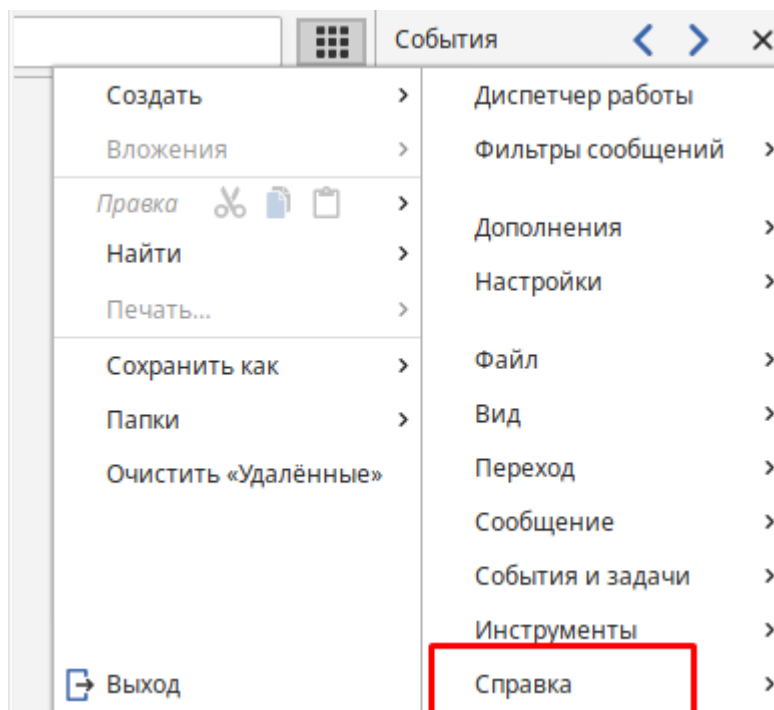 События
Создать
Вложения
Правка
Найти
Печать...
Сохранить как
Папки
Очистить «Удалённые»
Выход
Диспетчер работы
Фильтры сообщений
Дополнения
Настройки
Файл
Вид
Переход
Сообщение
События и задачи
Инструменты
Справка